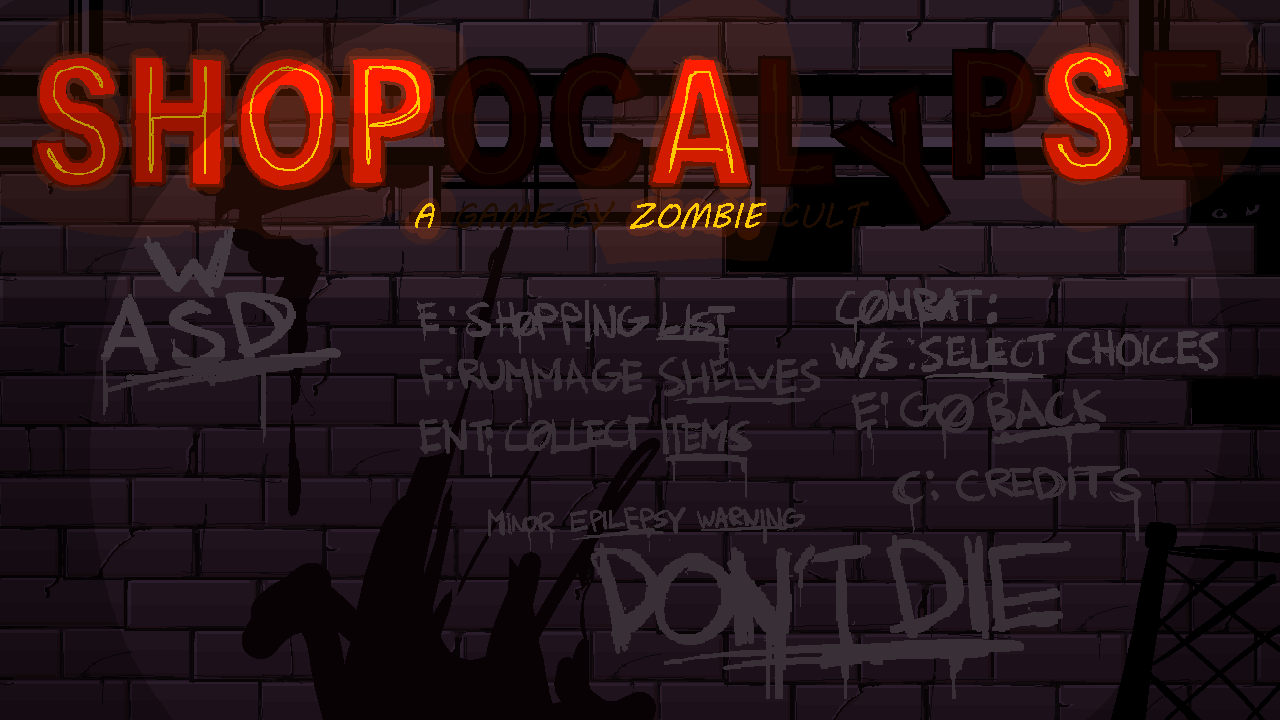 SHOPOCALYPSE
A GAME BY ZOMBIE CULT
W
ASD
E: SHOPPING LIST
F: RUMMAGE SHELVES
ENT: COLLECT ITEMS
COMBAT:
W/S: SELECT CHOICES
E: GO BACK
C: CREDITS
MINOR EPILEPSY WARNING
DON'T DIE